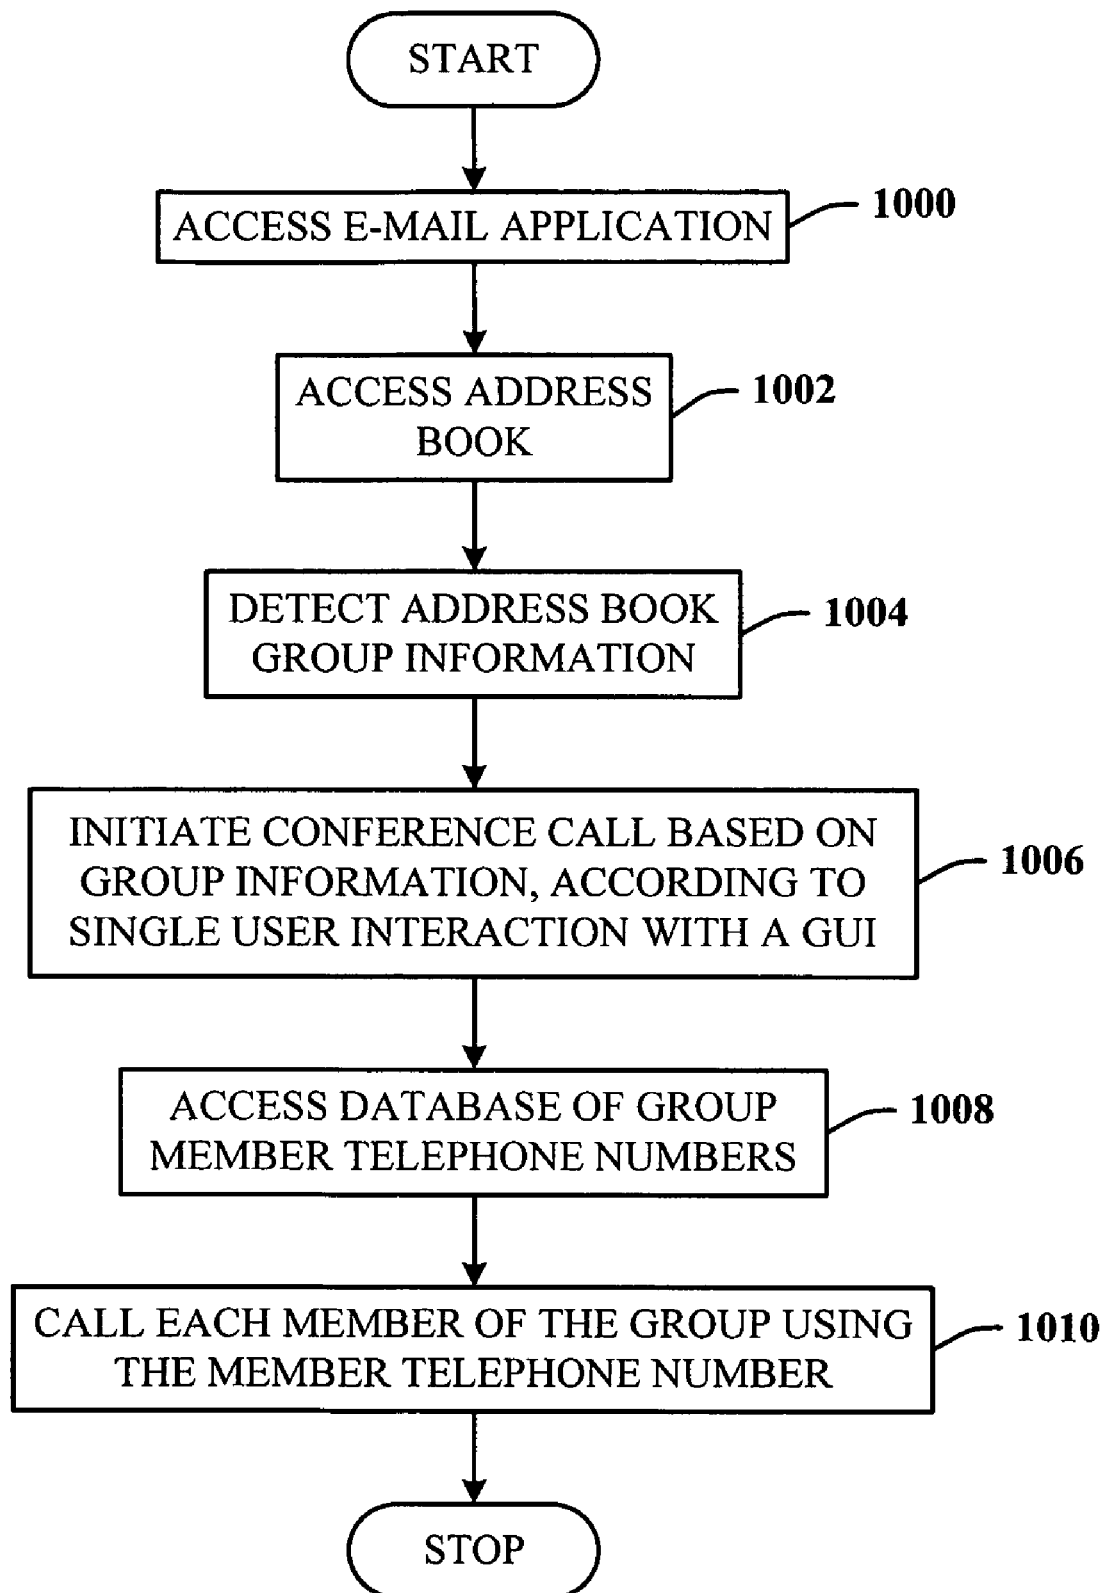 START
ACCESS E-MAIL APPLICATION
1000
ACCESS ADDRESS
BOOK
1002
DETECT ADDRESS BOOK
GROUP INFORMATION
1004
INITIATE CONFERENCE CALL BASED ON
GROUP INFORMATION, ACCORDING TO
SINGLE USER INTERACTION WITH A GUI
1006
ACCESS DATABASE OF GROUP
MEMBER TELEPHONE NUMBERS
1008
CALL EACH MEMBER OF THE GROUP USING
THE MEMBER TELEPHONE NUMBER
1010
STOP